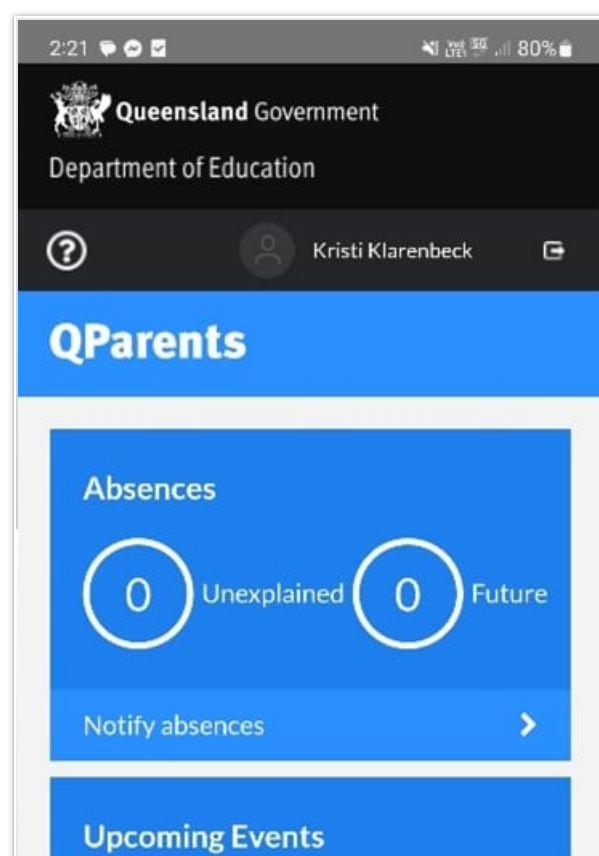 2:21 80%
Queensland Government
Department of Education
? Kristi Klarenbeck
QParents
Absences
0 Unexplained 0 Future
Notify absences
Upcoming Events